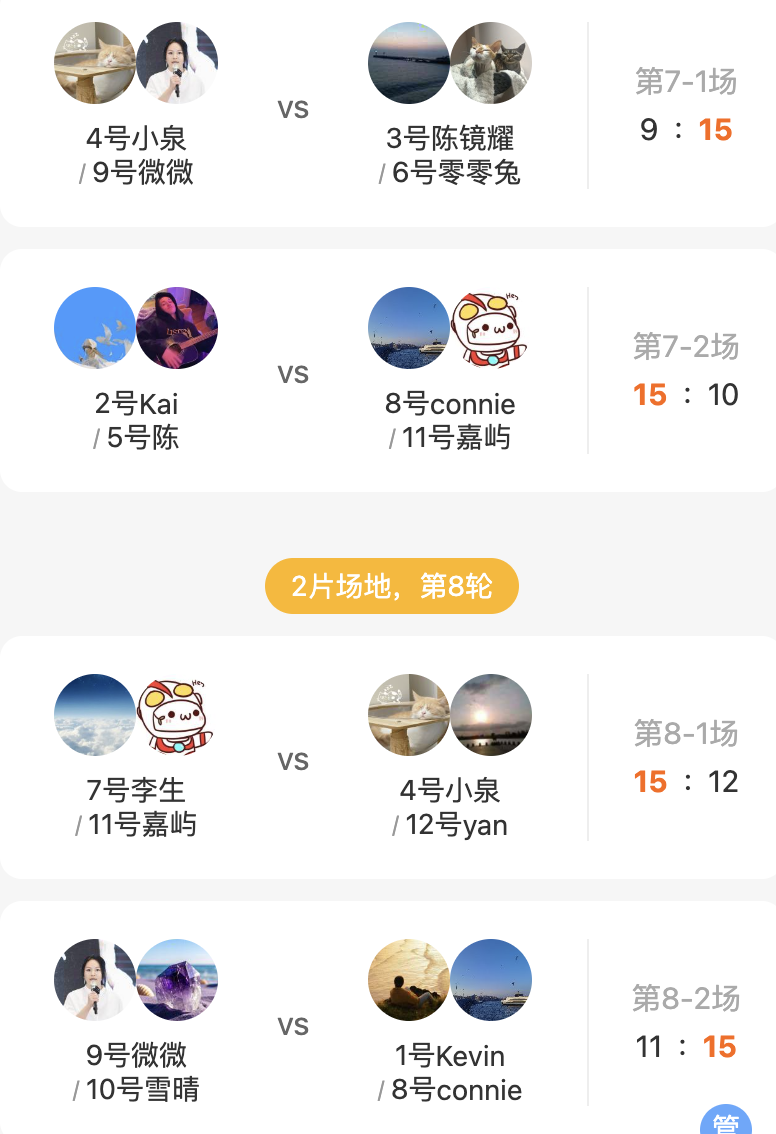 4号小泉
/ 9号微微
vs
3号陈镜耀
/ 6号零零兔
第7-1场
9 : 15
2号Kai
/ 5号陈
vs
Hey
8号connie
/ 11号嘉屿
第7-2场
15 : 10
2片场地，第8轮
Hey
7号李生
/ 11号嘉屿
vs
4号小泉
/ 12号yan
第8-1场
15 : 12
9号微微
/ 10号雪晴
vs
1号Kevin
/ 8号connie
第8-2场
11 : 15
管